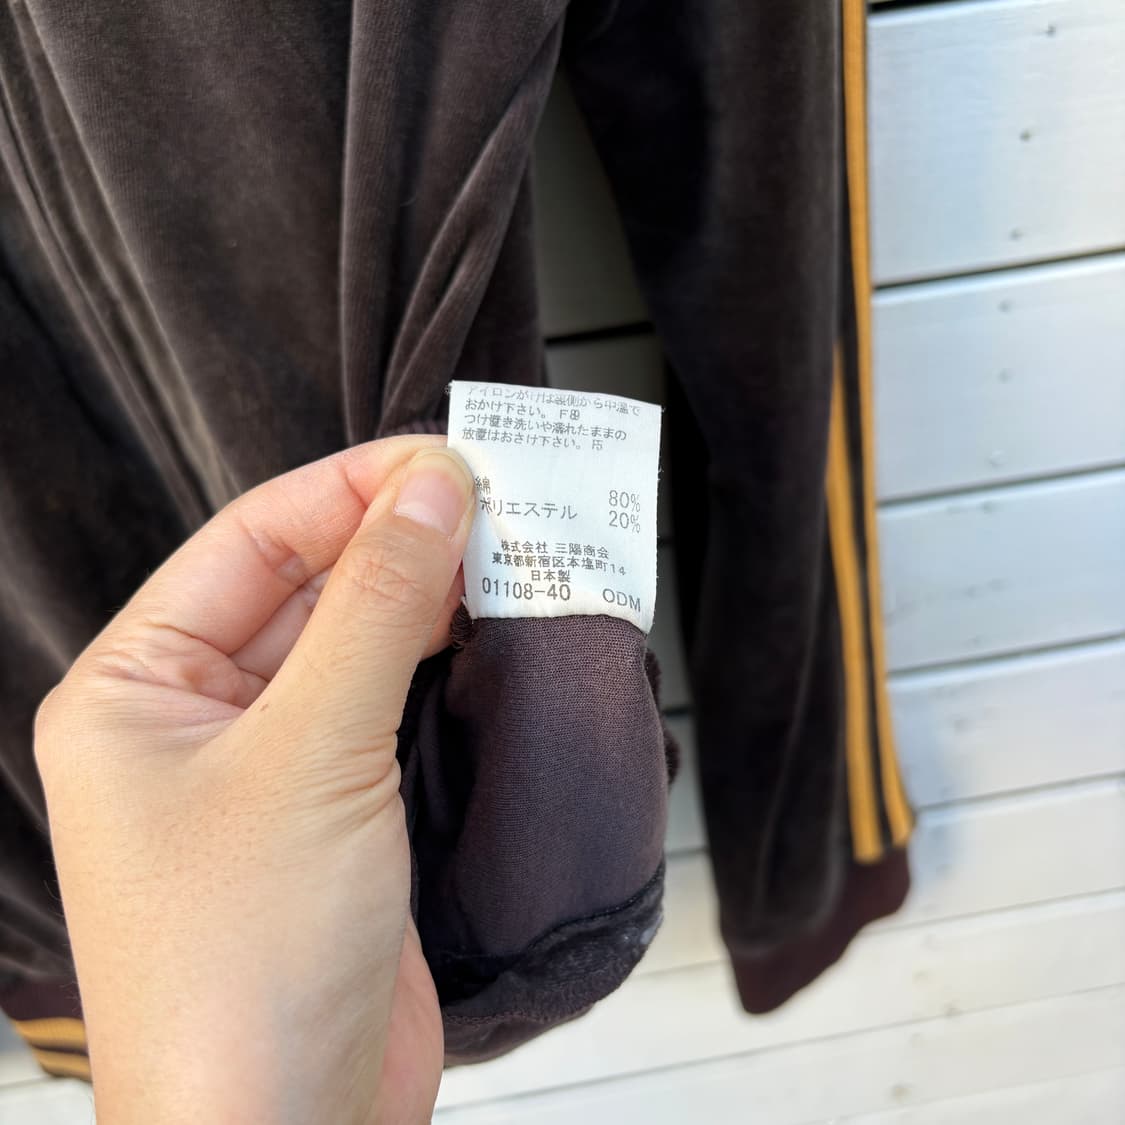 アイロンがけは裏側から中温で
おかけ下さい。 F89
つけ置き洗いや濡れたままの
放置はおさけ下さい。 F5
綿 80%
ポリエステル 20%
株式会社 三陽商会
東京都新宿区本塩町14
日本製
01108-40 ODM